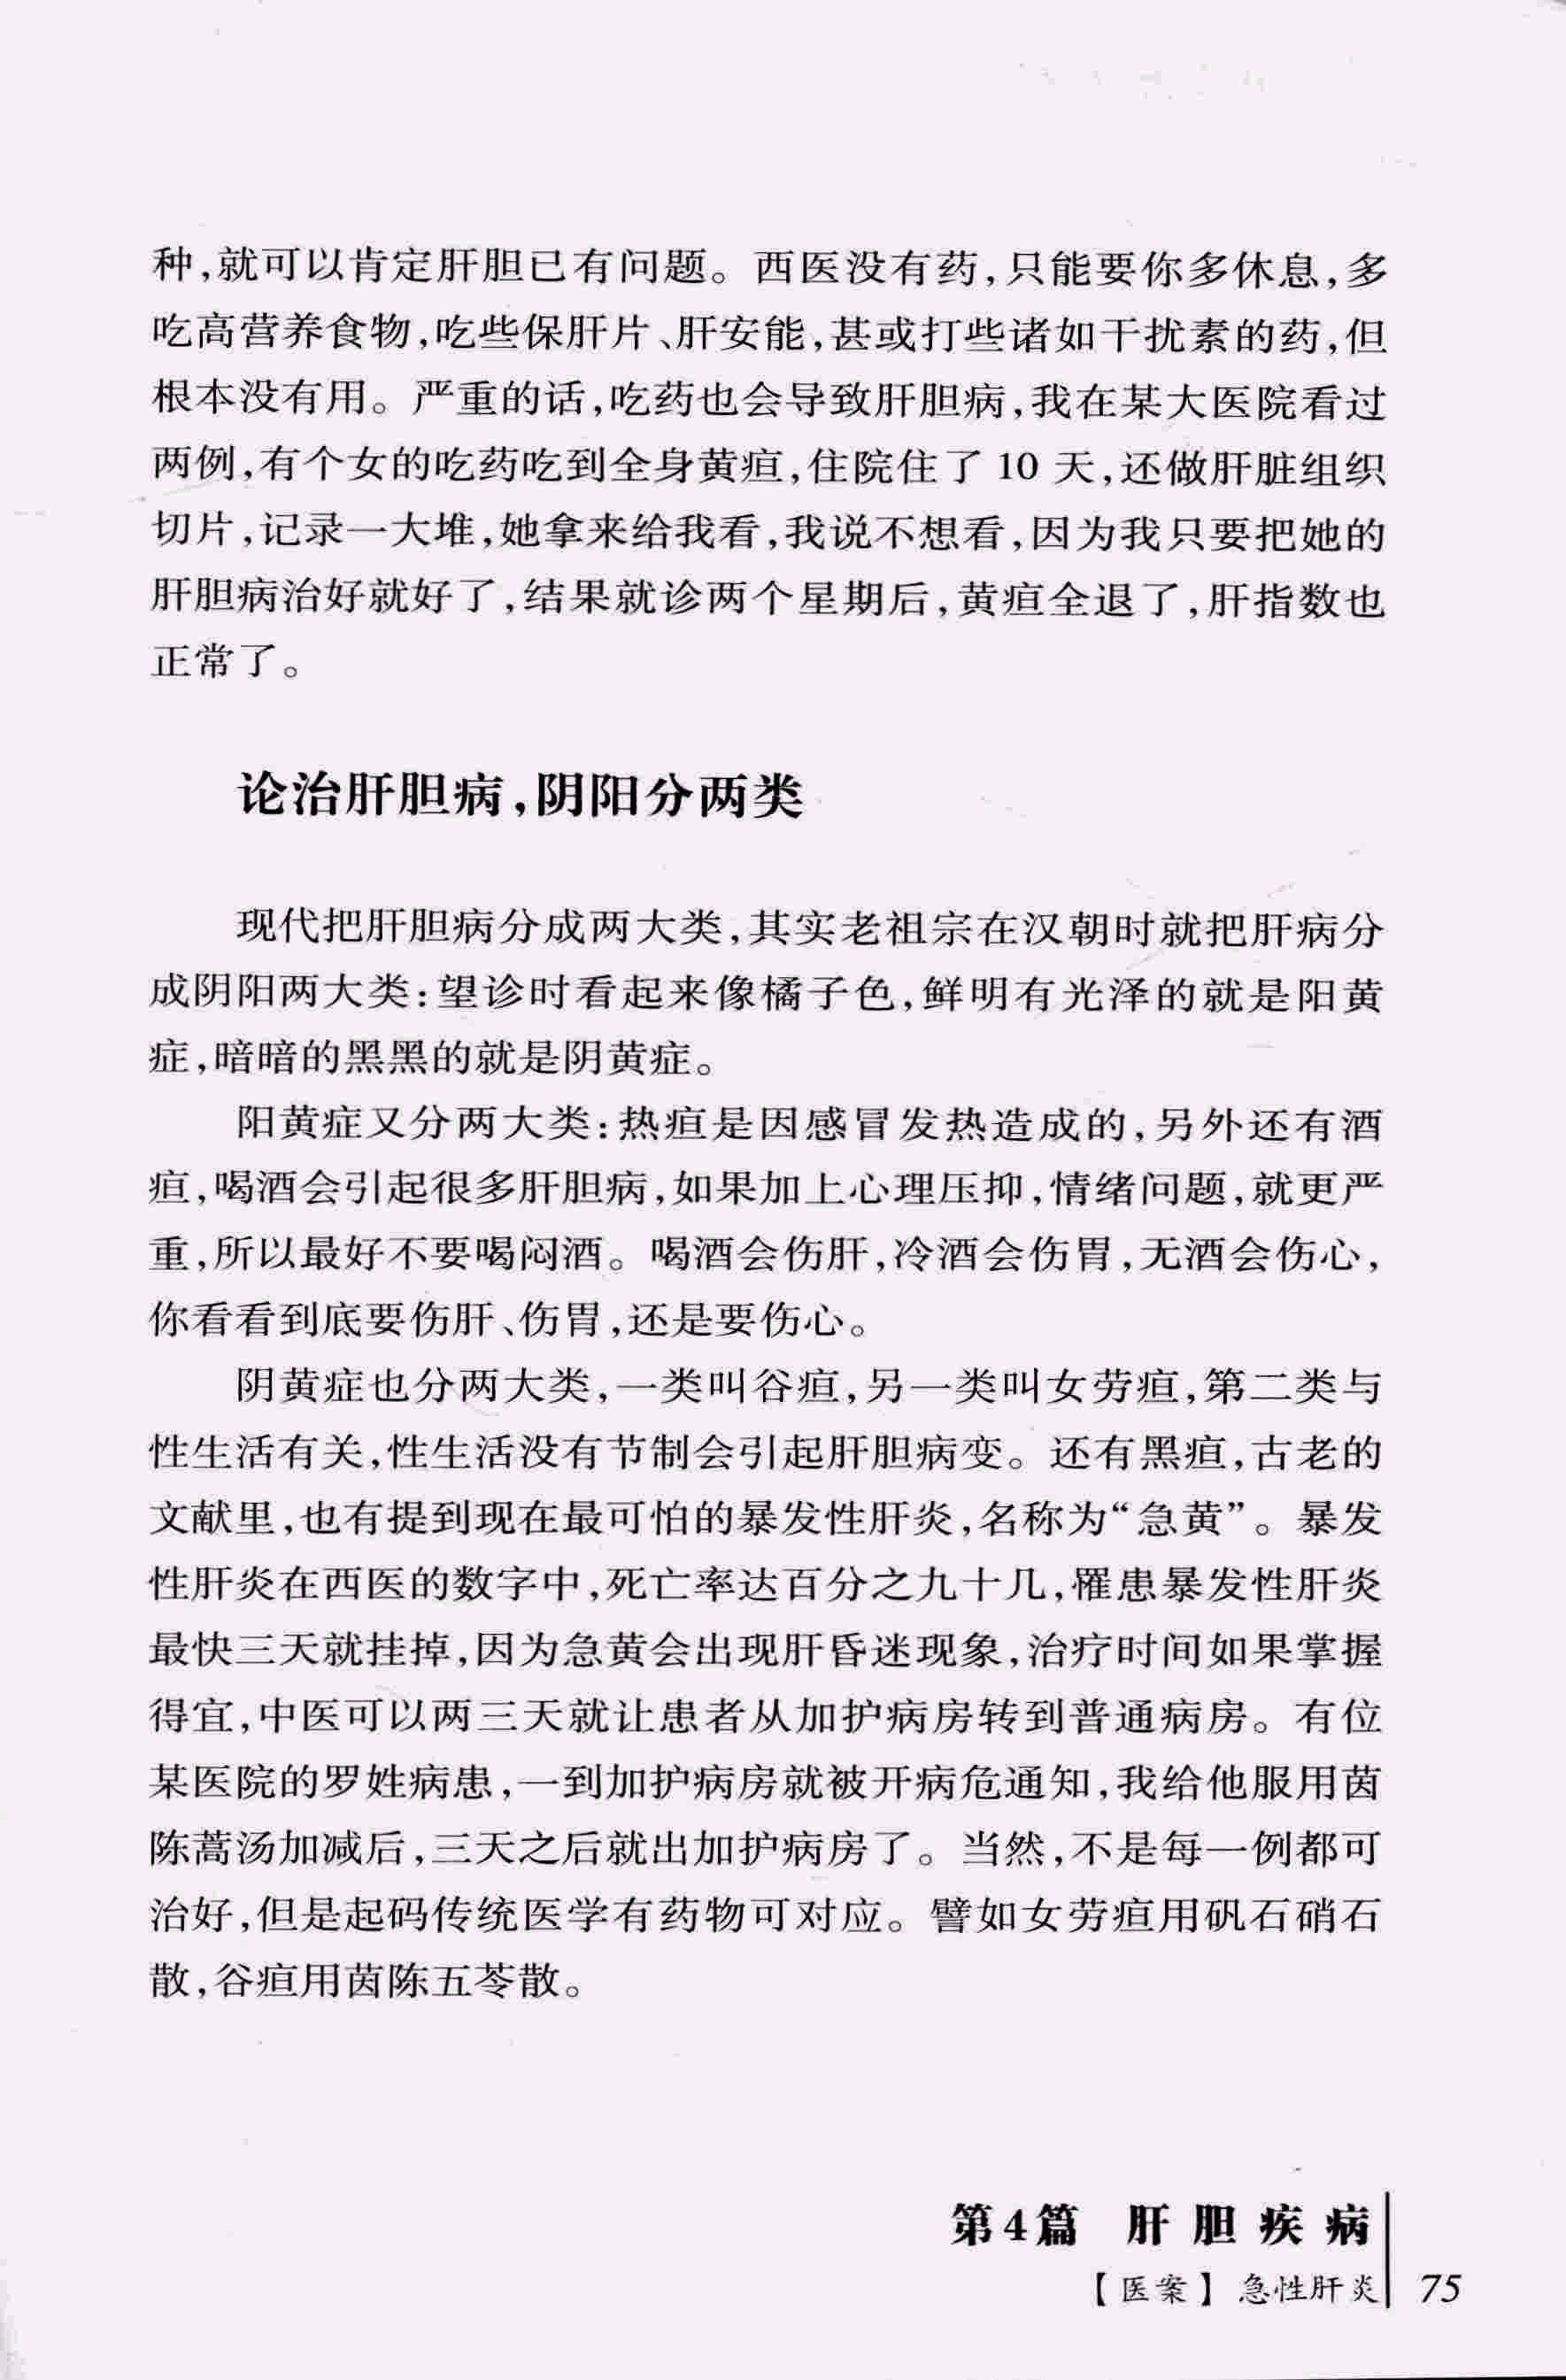 种,就可以肯定肝胆已有问题。西医没有药,只能要你多休息,多
吃高营养食物,吃些保肝片、肝安能,甚或打些诸如干扰素的药,但
根本没有用。严重的话,吃药也会导致肝胆病,我在某大医院看过
两例,有个女的吃药吃到全身黄疸,住院住了 10 天,还做肝脏组织
切片,记录一大堆,她拿来给我看,我说不想看,因为我只要把她的
肝胆病治好就好了,结果就诊两个星期后,黄疸全退了,肝指数也
正常了。
论治肝胆病,阴阳分两类
现代把肝胆病分成两大类,其实老祖宗在汉朝时就把肝病分
成阴阳两大类:望诊时看起来像橘子色,鲜明有光泽的就是阳黄
症,暗暗的黑黑的就是阴黄症。
阳黄症又分两大类:热疸是因感冒发热造成的,另外还有酒
疸,喝酒会引起很多肝胆病,如果加上心理压抑,情绪问题,就更严
重,所以最好不要喝闷酒。喝酒会伤肝,冷酒会伤胃,无酒会伤心,
你看看到底要伤肝、伤胃,还是要伤心。
阴黄症也分两大类,一类叫谷疸,另一类叫女劳疸,第二类与
性生活有关,性生活没有节制会引起肝胆病变。还有黑疸,古老的
文献里,也有提到现在最可怕的暴发性肝炎,名称为“急黄”。暴发
性肝炎在西医的数字中,死亡率达百分之九十几,罹患暴发性肝炎
最快三天就挂掉,因为急黄会出现肝昏迷现象,治疗时间如果掌握
得宜,中医可以两三天就让患者从加护病房转到普通病房。有位
某医院的罗姓病患,一到加护病房就被开病危通知,我给他服用茵
陈蒿汤加减后,三天之后就出加护病房了。当然,不是每一例都可
治好,但是起码传统医学有药物可对应。譬如女劳疸用矾石硝石
散,谷疸用茵陈五苓散。
第4篇 肝胆疾病
【医案】急性肝炎 75